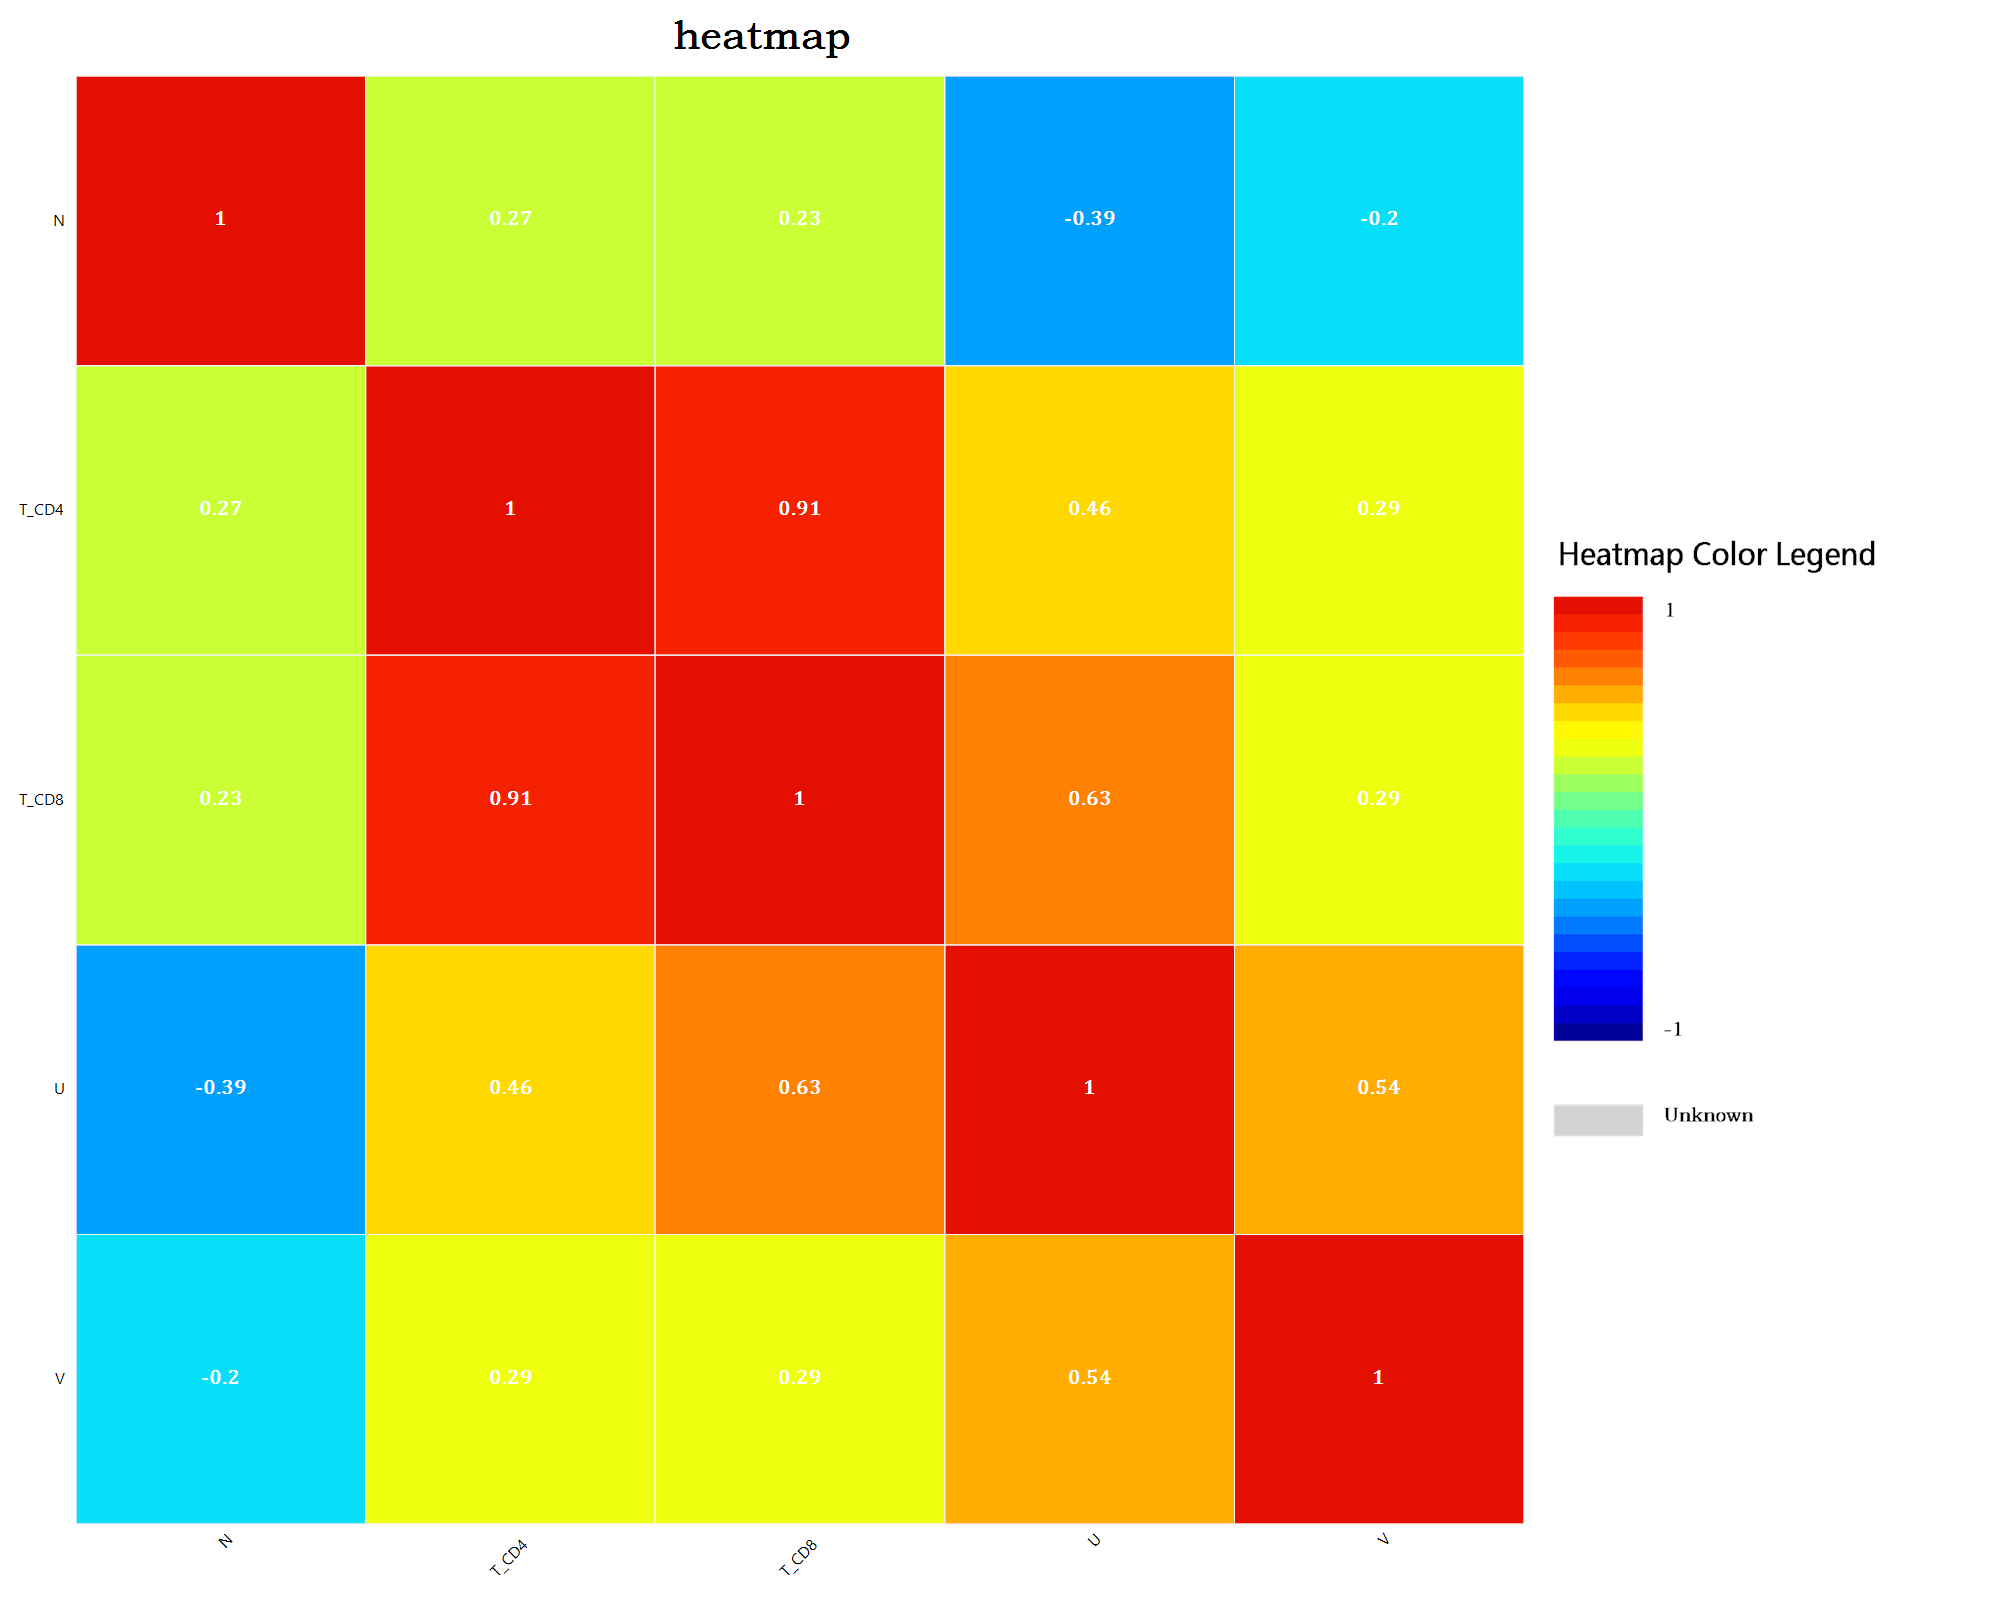 heatmap
N 1 0.27 0.23 -0.39 -0.2
T_CD4 0.27 1 0.91 0.46 0.29
T_CD8 0.23 0.91 1 0.63 0.29
U -0.39 0.46 0.63 1 0.54
V -0.2 0.29 0.29 0.54 1
N T_CD4 T_CD8 U V
Heatmap Color Legend
1
-1
Unknown